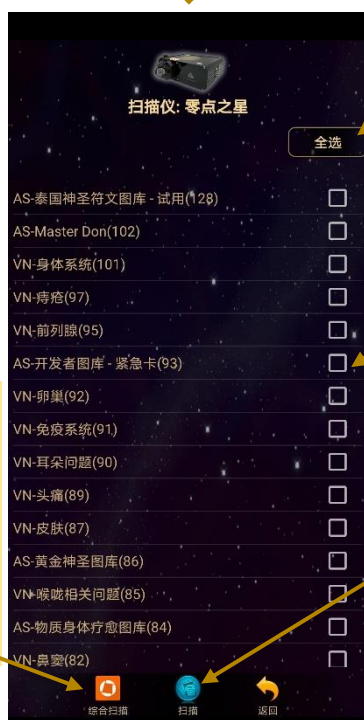 扫描仪: 零点之星
全选
AS-泰国神圣符文图库 - 试用(128)
AS-Master Don(102)
VN-身体系统(101)
VN-痔疮(97)
VN-前列腺(95)
AS-开发者图库 - 紧急卡(93)
VN-卵巢(92)
VN-免疫系统(91)
VN-耳朵问题(90)
VN-头痛(89)
VN-皮肤(87)
AS-黄金神圣图库(86)
VN-喉咙相关问题(85)
AS-物质身体疗愈图库(84)
VN-鼻窦(82)
综合扫描
扫描
返回